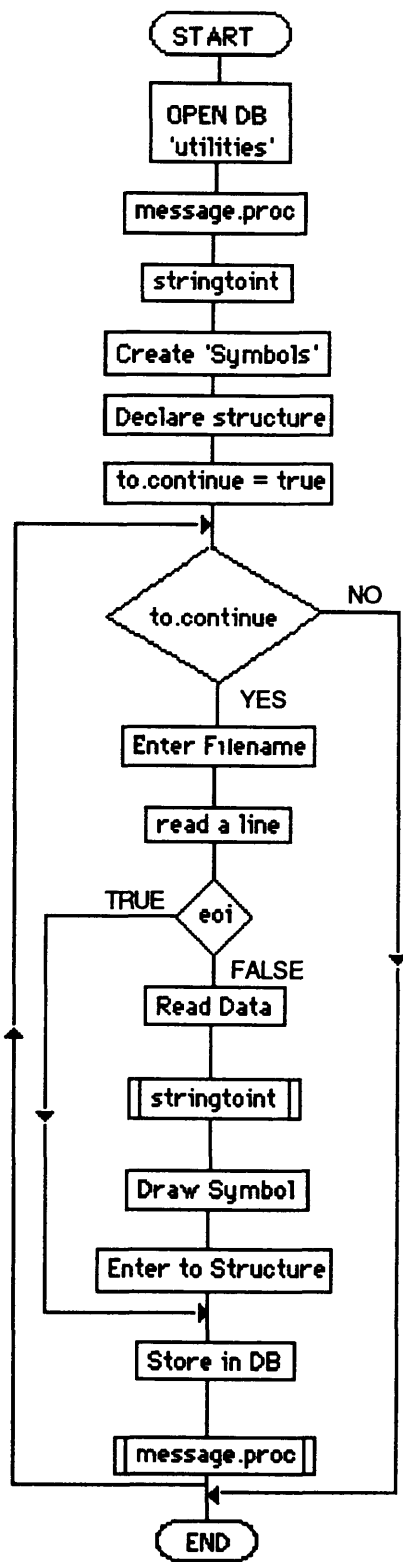 START
OPEN DB
'utilities'
message.proc
stringtoint
Create 'Symbols'
Declare structure
to.continue = true
to.continue
NO
YES
Enter Filename
read a line
TRUE
eoi
FALSE
Read Data
stringtoint
Draw Symbol
Enter to Structure
Store in DB
message.proc
END